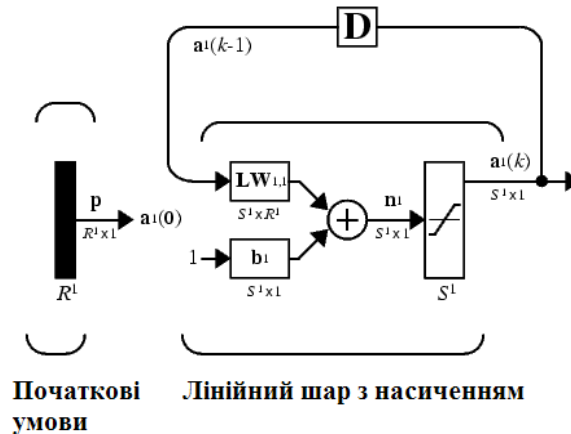 D
a¹(k-1)
LW₁,₁
S¹xR¹
1
b¹
S¹x1
n¹
S¹x1
S¹
a¹(k)
S¹x1
p
R¹x1
a¹(0)
R¹
Початкові
умови
Лінійний шар з насиченням